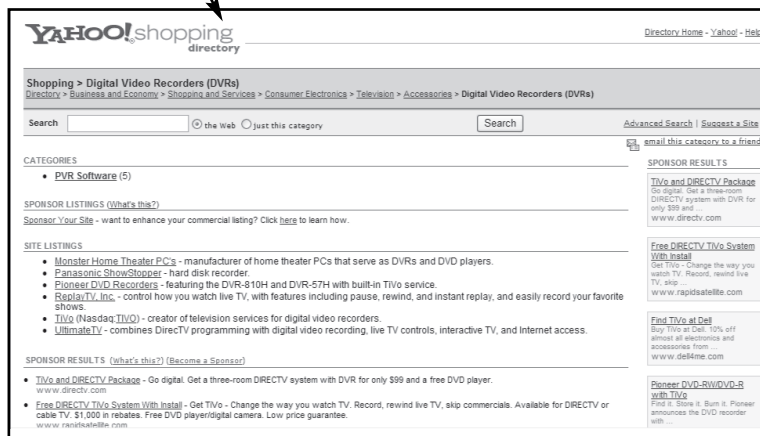 YAHOO! shopping
directory
Directory Home - Yahoo! - Help
Shopping > Digital Video Recorders (DVRs)
Directory > Business and Economy > Shopping and Services > Consumer Electronics > Television > Accessories > Digital Video Recorders (DVRs)
Search the Web just this category Search Advanced Search | Suggest a Site
email this category to a friend
CATEGORIES
• PVR Software (5)
SPONSOR LISTINGS (What's this?)
Sponsor Your Site - want to enhance your commercial listing? Click here to learn how.
SITE LISTINGS
• Monster Home Theater PC's - manufacturer of home theater PCs that serve as DVRs and DVD players.
• Panasonic ShowStopper - hard disk recorder.
• Pioneer DVD Recorders - featuring the DVR-810H and DVR-57H with built-in TiVo service.
• ReplayTV, Inc. - control how you watch live TV, with features including pause, rewind, and instant replay, and easily record your favorite
shows.
• TiVo (Nasdaq:TIVO) - creator of television services for digital video recorders.
• UltimateTV - combines DirecTV programming with digital video recording, live TV controls, interactive TV, and Internet access.
SPONSOR RESULTS (What's this?) (Become a Sponsor)
• TiVo and DIRECTV Package - Go digital. Get a three-room DIRECTV system with DVR for only $99 and a free DVD player.
www.directv.com
• Free DIRECTV TiVo System With Install - Get TiVo - Change the way you watch TV. Record, rewind live TV, skip commercials. Available for DIRECTV or
cable TV. $1,000 in rebates. Free DVD player/digital camera. Low price guarantee.
www.rapidsatellite.com
SPONSOR RESULTS
TiVo and DIRECTV Package
Go digital. Get a three-room
DIRECTV system with DVR for
only $99 and ...
www.directv.com
Free DIRECTV TiVo System
With Install
Get TiVo - Change the way you
watch TV. Record, rewind live
TV, skip ...
www.rapidsatellite.com
Find TiVo at Dell
Buy TiVo at Dell. 10% off
almost all electronics and
accessories from ...
www.dell4me.com
Pioneer DVD-RW/DVD-R
with TiVo
Find it. Store it. Burn it. Pioneer
announces the DVD recorder
with ...